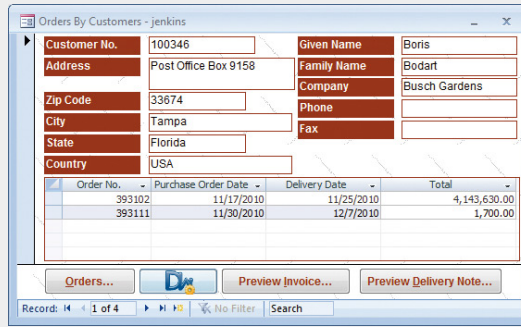 Orders By Customers - jenkins
Customer No. 100346 Given Name Boris
Address Post Office Box 9158 Family Name Bodart
Company Busch Gardens
Zip Code 33674 Phone
City Tampa Fax
State Florida
Country USA
Order No. Purchase Order Date Delivery Date Total
393102 11/17/2010 11/25/2010 4,143,630.00
393111 11/30/2010 12/7/2010 1,700.00
Orders... Preview Invoice... Preview Delivery Note...
Record: 1 of 4 No Filter Search